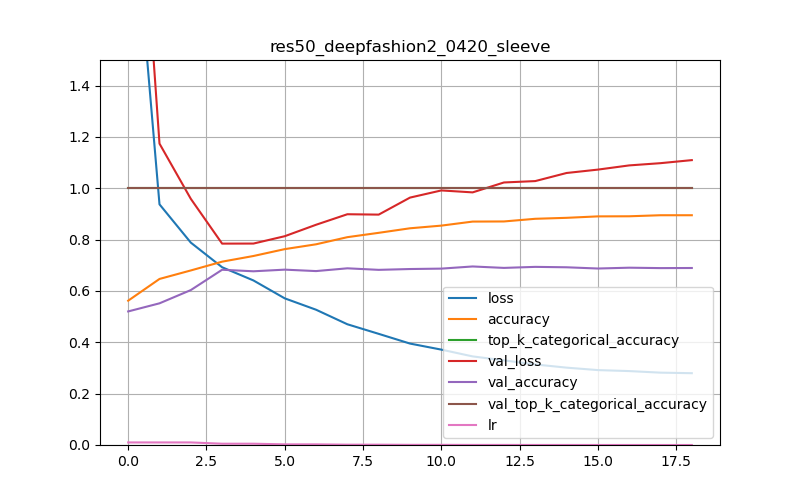 res50_deepfashion2_0420_sleeve
1.4
1.2
1.0
0.8
0.6
0.4
0.2
0.0
loss
accuracy
top_k_categorical_accuracy
val_loss
val_accuracy
val_top_k_categorical_accuracy
lr
0.0 2.5 5.0 7.5 10.0 12.5 15.0 17.5